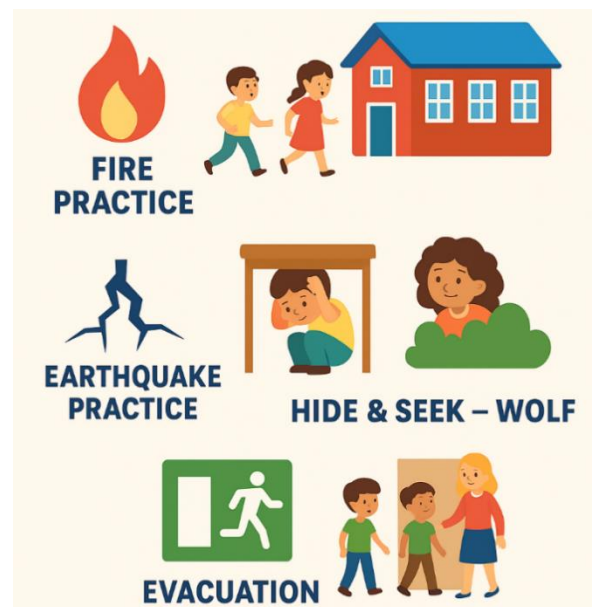 FIRE
PRACTICE
EARTHQUAKE
PRACTICE
HIDE & SEEK – WOLF
EVACUATION